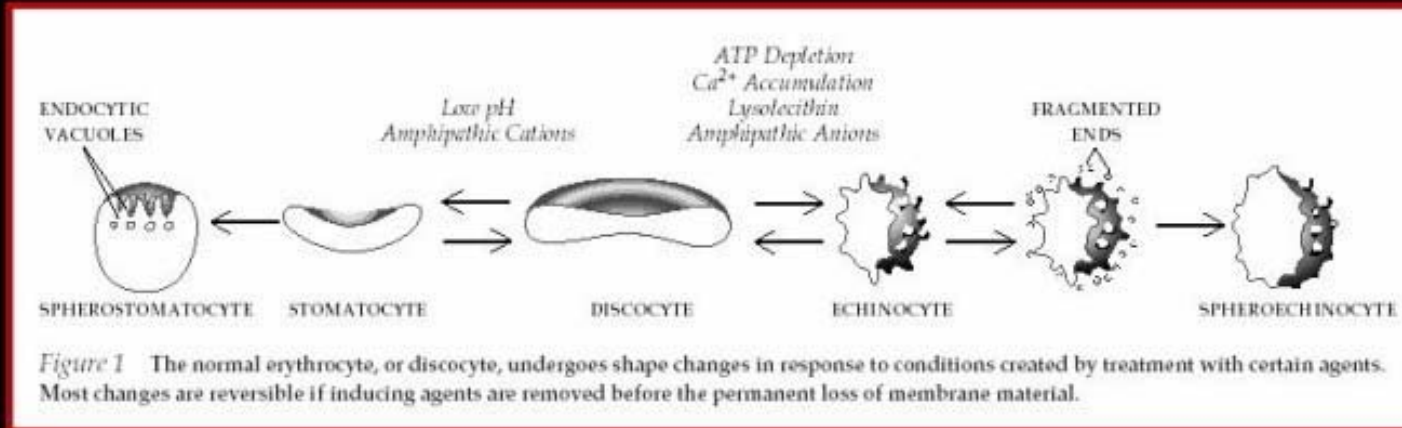 ATP Depletion
Ca²⁺ Accumulation
Lysolecithin
Amphipathic Anions
Low pH
Amphipathic Cations
ENDOCYTIC
VACUOLES
FRAGMENTED
ENDS
SPHEROSTOMATOCYTE
STOMATOCYTE
DISCOCYTE
ECHINOCYTE
SPHEROECHINOCYTE
Figure 1 The normal erythrocyte, or discocyte, undergoes shape changes in response to conditions created by treatment with certain agents.
Most changes are reversible if inducing agents are removed before the permanent loss of membrane material.